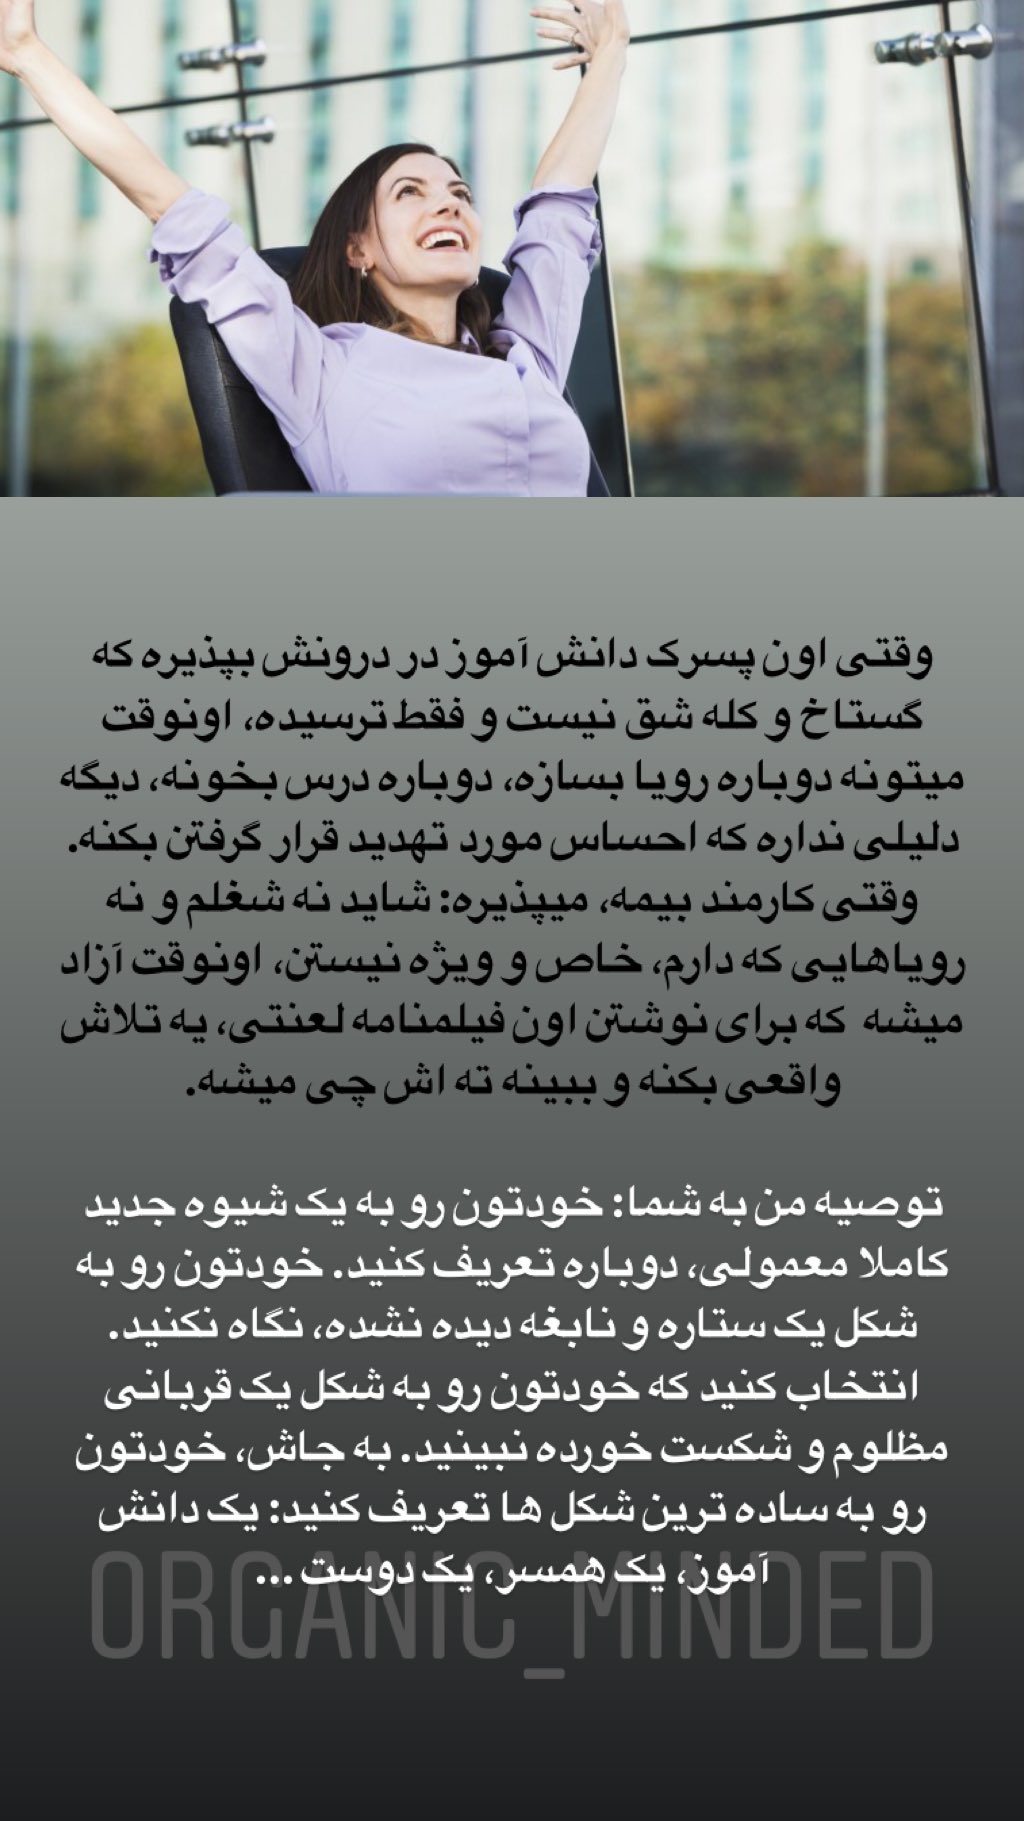 وقتی اون پسرک دانش آموز در درونش بپذیره که
گستاخ و کله شق نیست و فقط ترسیده، اونوقت
میتونه دوباره رویا بسازه، دوباره درس بخونه، دیگه
دلیلی نداره که احساس مورد تهدید قرار گرفتن بکنه.
وقتی کارمند بیمه، میپذیره: شاید نه شغلم و نه
رویاهایی که دارم، خاص و ویژه نیستن، اونوقت آزاد
میشه که برای نوشتن اون فیلمنامه لعنتی، یه تلاش
واقعی بکنه و ببینه ته اش چی میشه.
توصیه من به شما: خودتون رو به یک شیوه جدید
کاملا معمولی، دوباره تعریف کنید. خودتون رو به
شکل یک ستاره و نابغه دیده نشده، نگاه نکنید.
انتخاب کنید که خودتون رو به شکل یک قربانی
مظلوم و شکست خورده نبینید. به جاش، خودتون
رو به ساده ترین شکل ها تعریف کنید: یک دانش
آموز، یک همسر، یک دوست ...
ORGANIC_MINDED